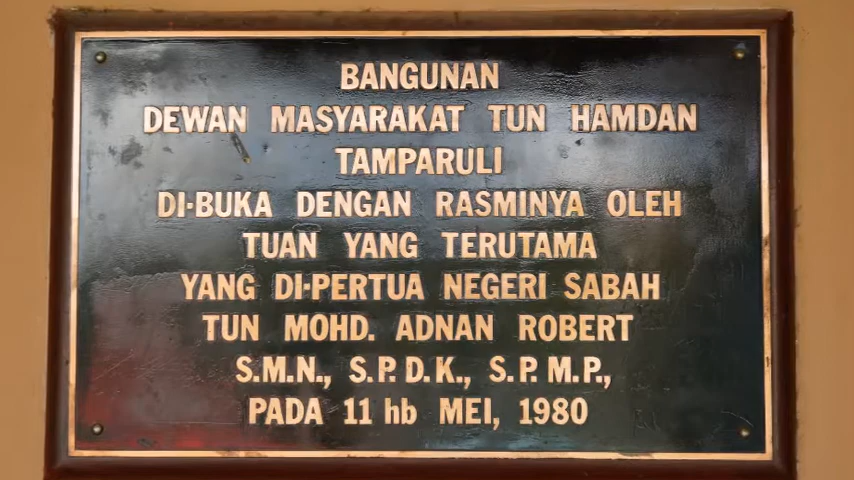 BANGUNAN
DEWAN MASYARAKAT TUN HAMDAN
TAMPARULI
DI-BUKA DENGAN RASMINYA OLEH
TUAN YANG TERUTAMA
YANG DI-PERTUA NEGERI SABAH
TUN MOHD. ADNAN ROBERT
S.M.N., S.P.D.K., S.P.M.P.,
PADA 11 hb MEI, 1980